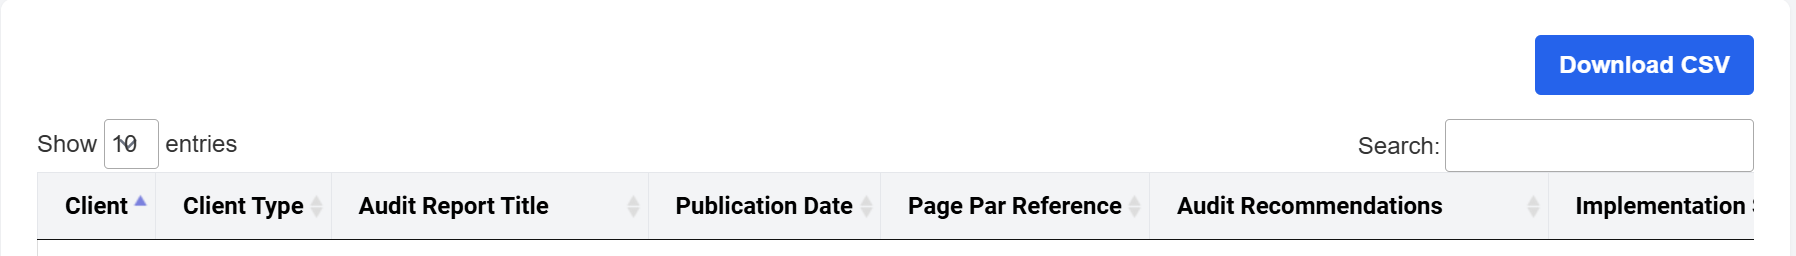 Download CSV
Show 10 entries
Search:
Client Client Type Audit Report Title Publication Date Page Par Reference Audit Recommendations Implementation